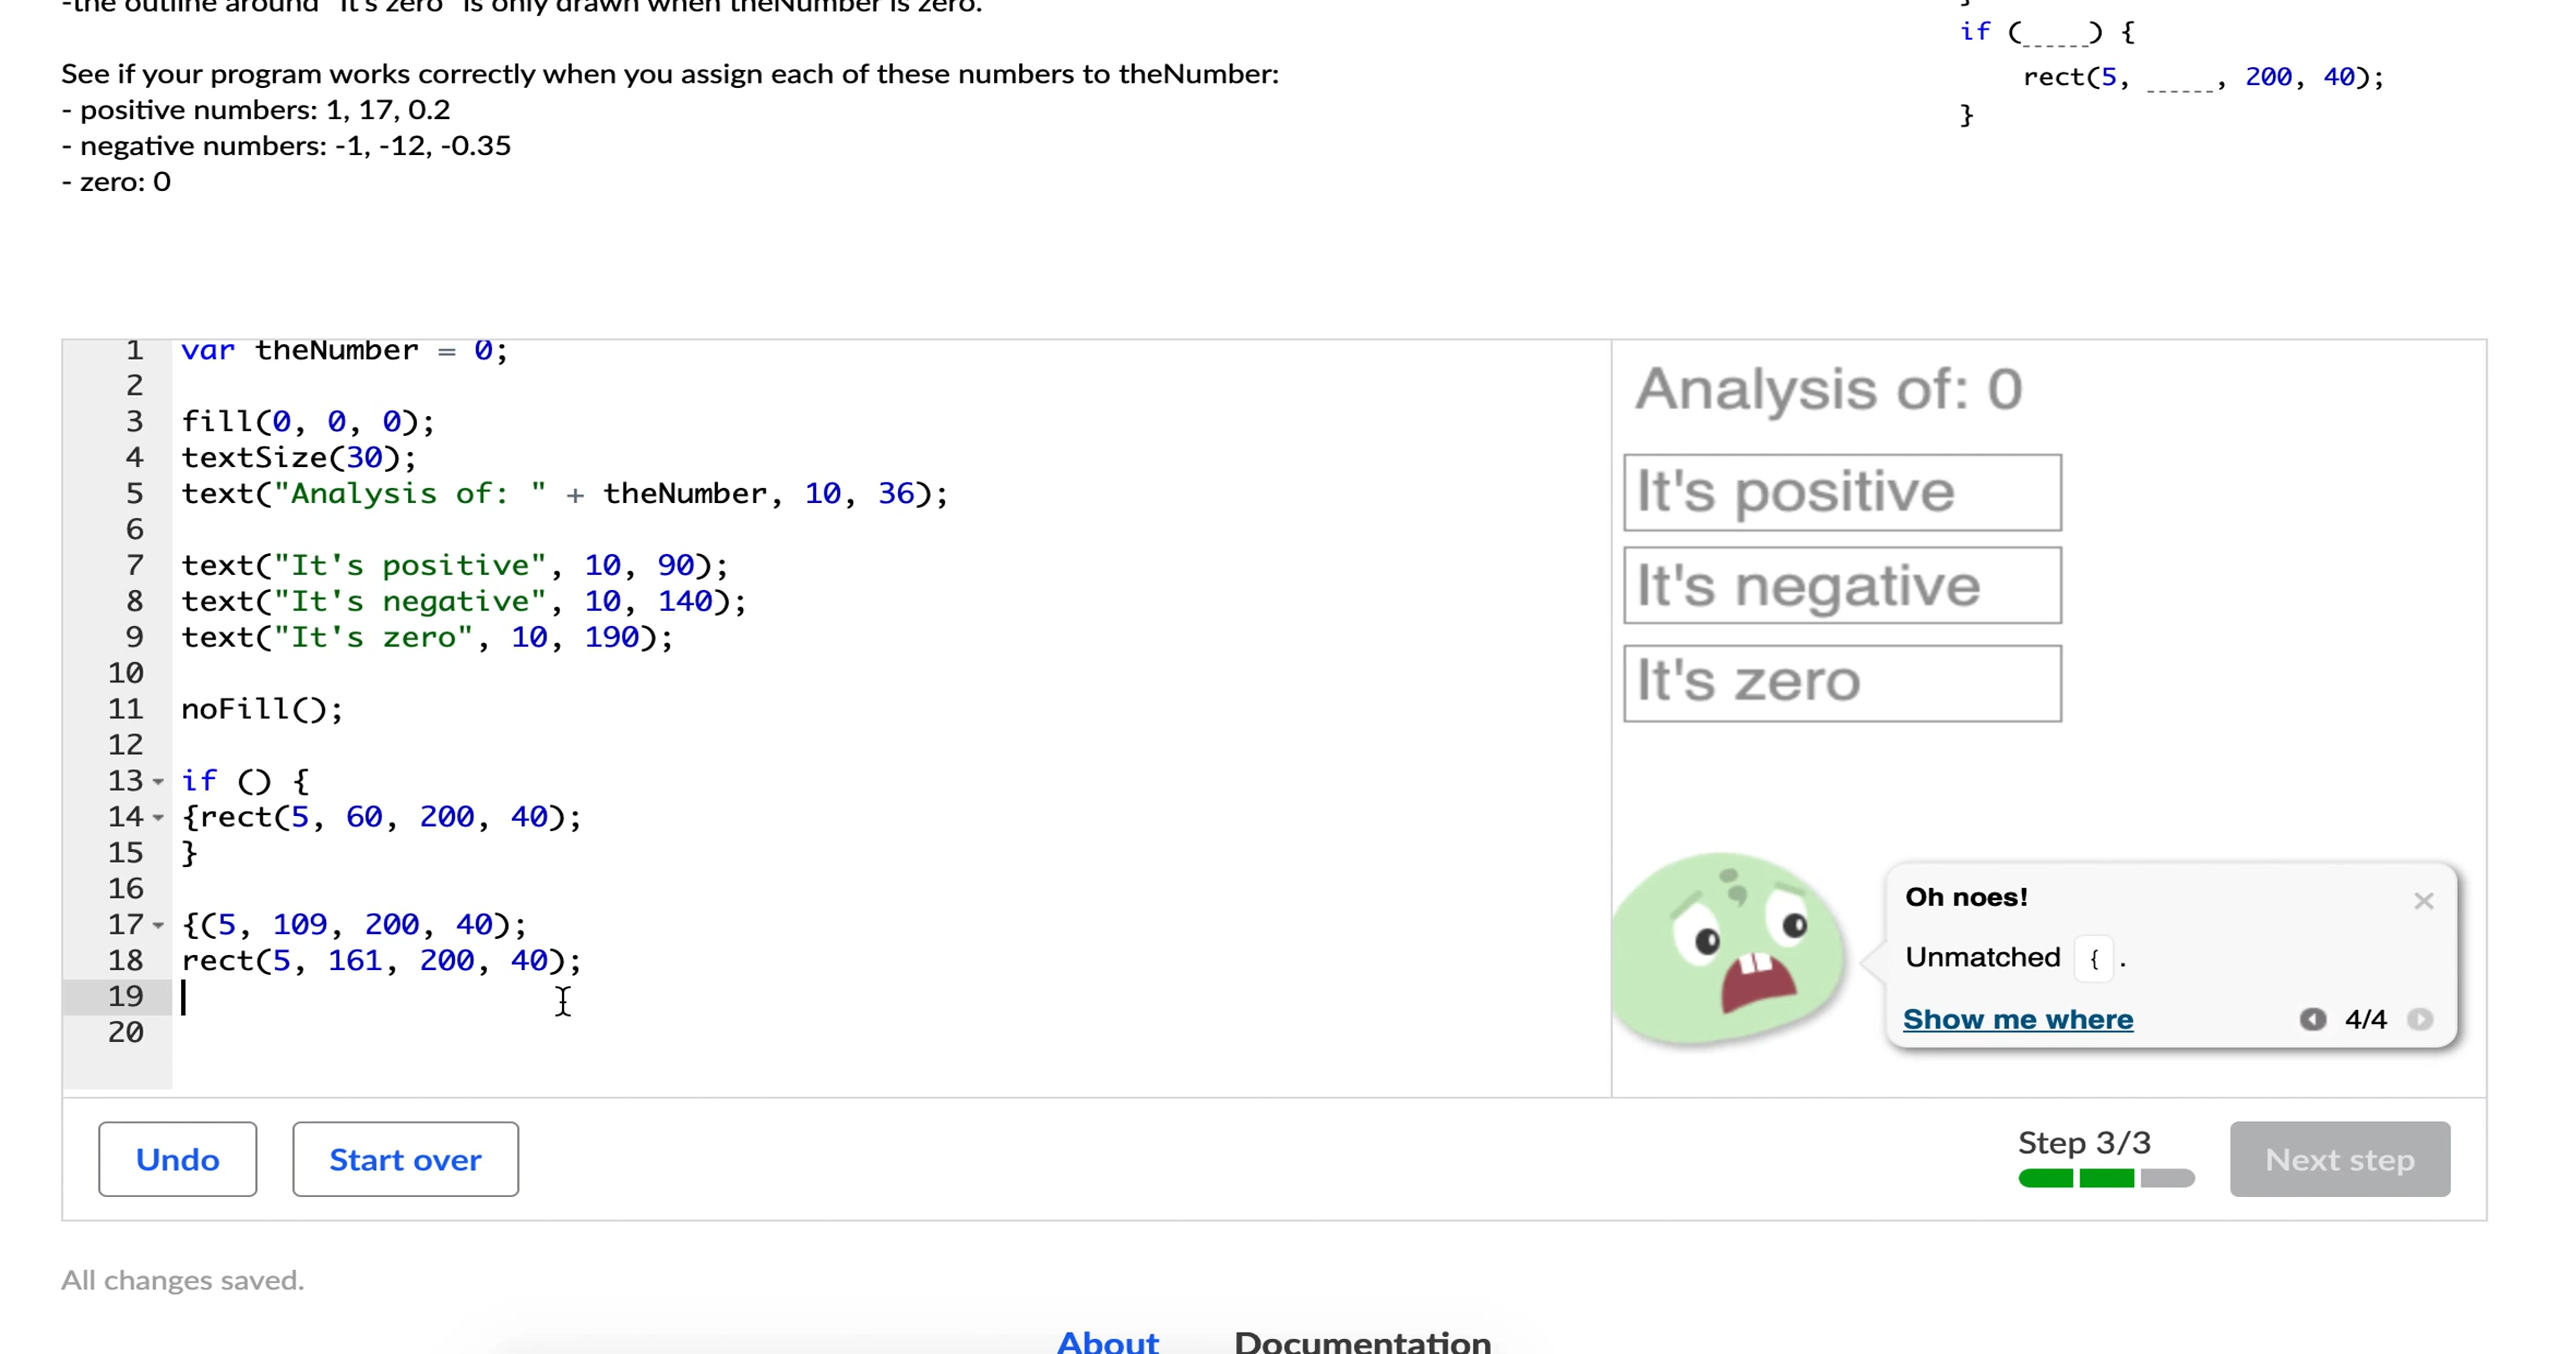 -the outline around "It's zero" is only drawn when theNumber is zero.
See if your program works correctly when you assign each of these numbers to theNumber:
- positive numbers: 1, 17, 0.2
- negative numbers: -1, -12, -0.35
- zero: 0
}
if (_____) {
rect(5, _____, 200, 40);
}
1 var theNumber = 0;
2
3 fill(0, 0, 0);
4 textSize(30);
5 text("Analysis of: " + theNumber, 10, 36);
6
7 text("It's positive", 10, 90);
8 text("It's negative", 10, 140);
9 text("It's zero", 10, 190);
10
11 noFill();
12
13 if () {
14 {rect(5, 60, 200, 40);
15 }
16
17 {(5, 109, 200, 40);
18 rect(5, 161, 200, 40);
19
20
Analysis of: 0
It's positive
It's negative
It's zero
Oh noes!
Unmatched { .
Show me where 4/4
Undo Start over
Step 3/3
Next step
All changes saved.
About Documentation